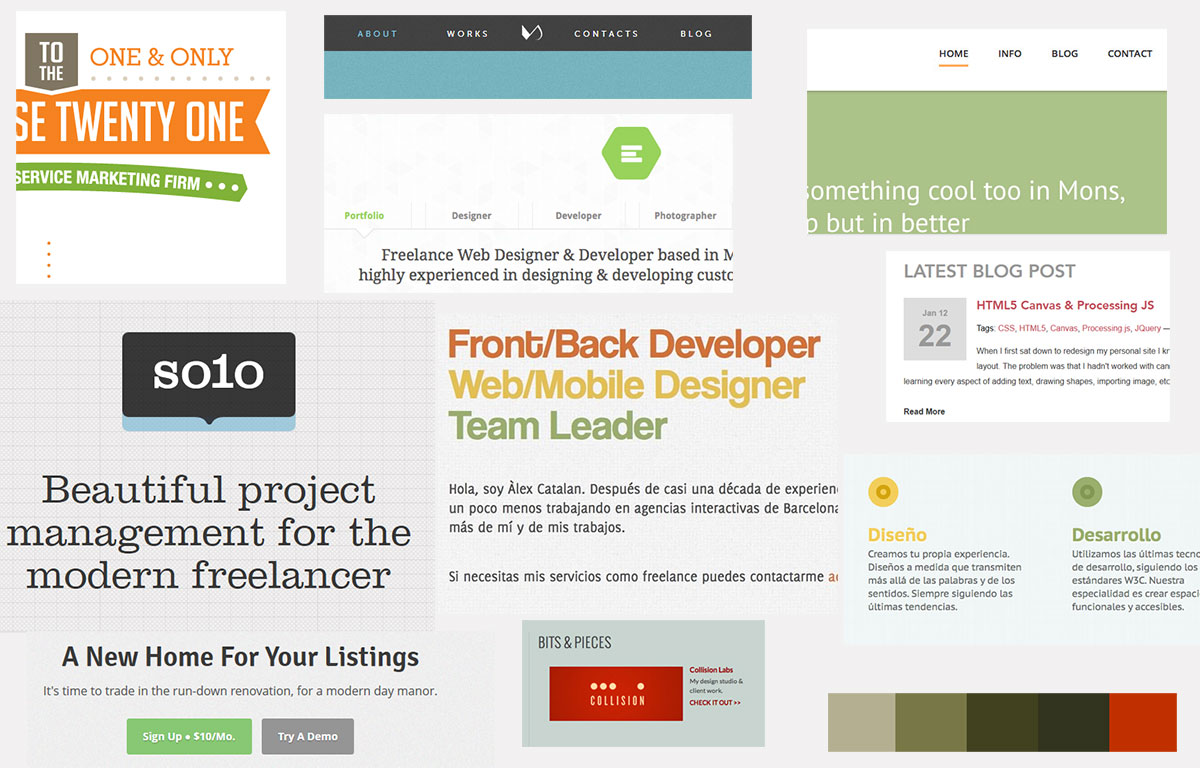 TO
THE
ONE & ONLY
SE TWENTY ONE
SERVICE MARKETING FIRM
ABOUT WORKS CONTACTS BLOG
HOME INFO BLOG CONTACT
something cool too in Mons,
but in better
Portfolio Designer Developer Photographer
Freelance Web Designer & Developer based in
highly experienced in designing & developing
LATEST BLOG POST
Jan 12
22
HTML5 Canvas & Processing JS
Tags: CSS, HTML5, Canvas, Processing js, JQuery —
When I first sat down to redesign my personal site I
layout. The problem was that I hadn't worked with
learning every aspect of adding text, drawing shapes, importing image, etc
Read More
solo
Beautiful project
management for the
modern freelancer
Front/Back Developer
Web/Mobile Designer
Team Leader
Hola, soy Àlex Catalan. Después de casi una década de
un poco menos trabajando en agencias interactivas de Barcelona
más de mí y de mis trabajos.
Si necesitas mis servicios como freelance puedes contactarme
Diseño
Creamos tu propia experiencia.
Diseños a medida que transmiten
más allá de las palabras y de los
sentidos. Siempre siguiendo las
últimas tendencias.
Desarrollo
Utilizamos las últimas
de desarrollo, siguiendo los
estándares W3C. Nuestra
especialidad es crear
funcionales y accesibles.
A New Home For Your Listings
It's time to trade in the run-down renovation, for a modern day manor.
Sign Up • $10/Mo. Try A Demo
BITS & PIECES
COLLISION
Collision Labs
My design studio &
client work.
CHECK IT OUT >>